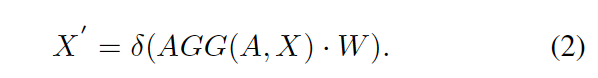 X′ = δ(AGG(A, X) · W). (2)